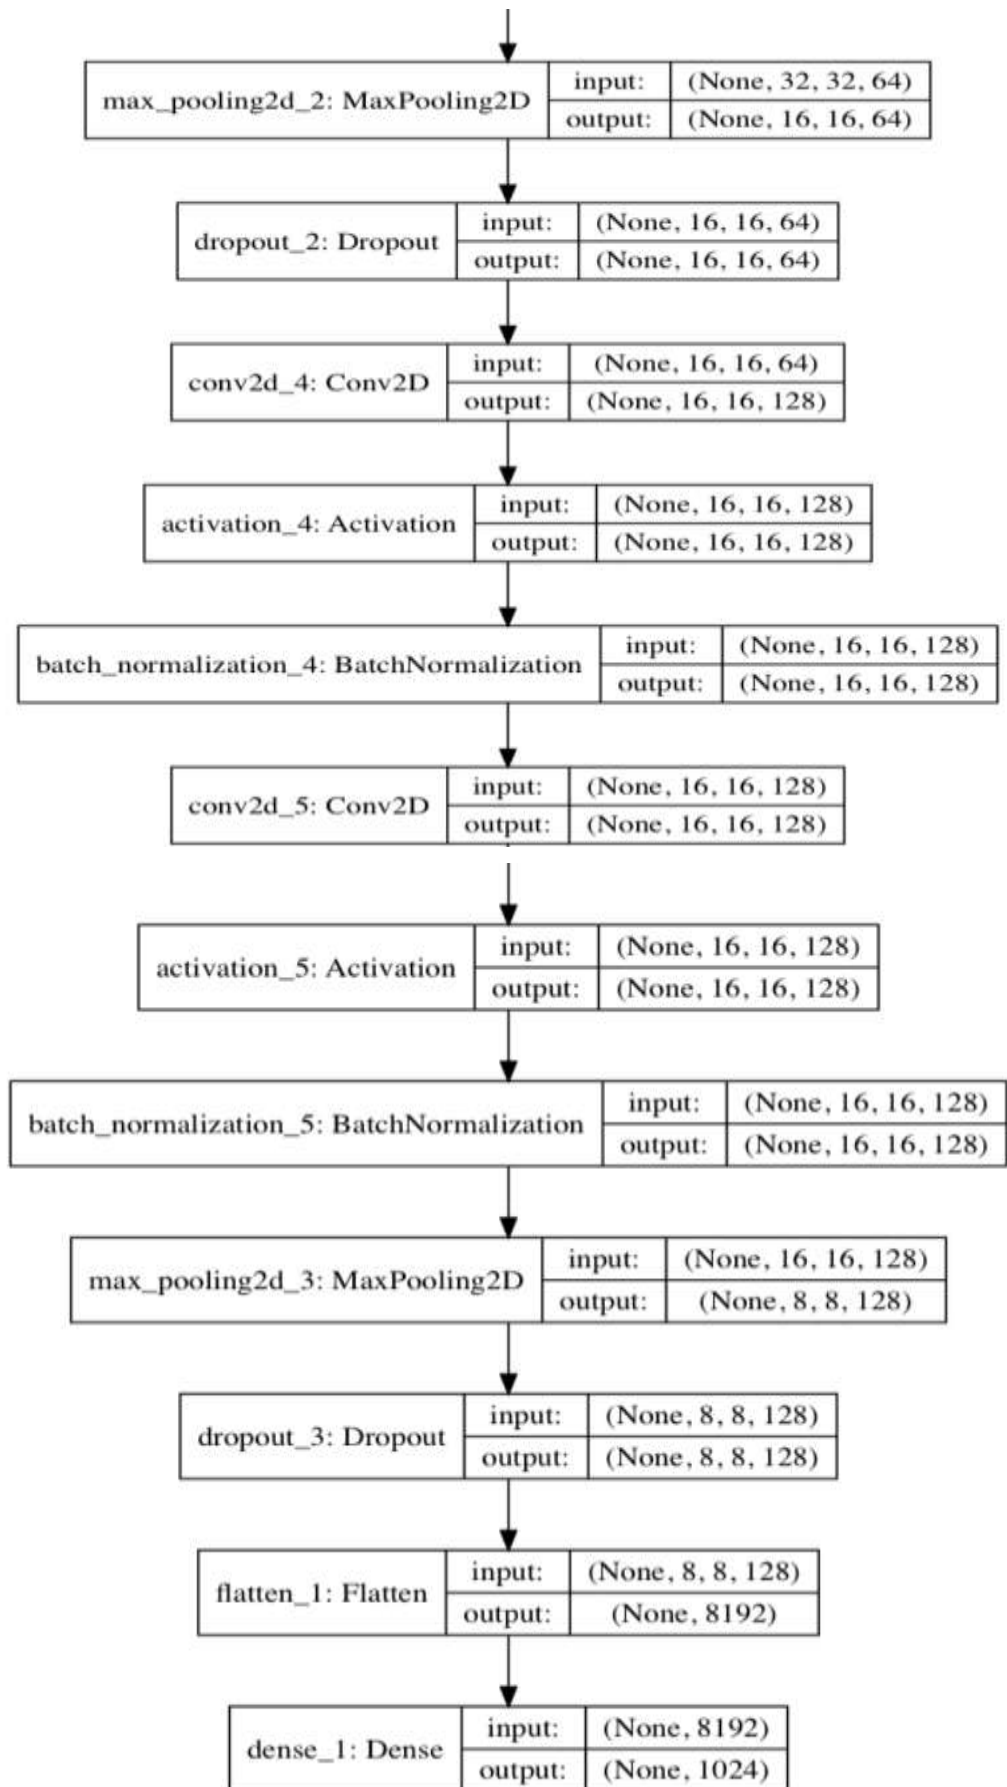 max_pooling2d_2: MaxPooling2D
input: (None, 32, 32, 64)
output: (None, 16, 16, 64)
dropout_2: Dropout
input: (None, 16, 16, 64)
output: (None, 16, 16, 64)
conv2d_4: Conv2D
input: (None, 16, 16, 64)
output: (None, 16, 16, 128)
activation_4: Activation
input: (None, 16, 16, 128)
output: (None, 16, 16, 128)
batch_normalization_4: BatchNormalization
input: (None, 16, 16, 128)
output: (None, 16, 16, 128)
conv2d_5: Conv2D
input: (None, 16, 16, 128)
output: (None, 16, 16, 128)
activation_5: Activation
input: (None, 16, 16, 128)
output: (None, 16, 16, 128)
batch_normalization_5: BatchNormalization
input: (None, 16, 16, 128)
output: (None, 16, 16, 128)
max_pooling2d_3: MaxPooling2D
input: (None, 16, 16, 128)
output: (None, 8, 8, 128)
dropout_3: Dropout
input: (None, 8, 8, 128)
output: (None, 8, 8, 128)
flatten_1: Flatten
input: (None, 8, 8, 128)
output: (None, 8192)
dense_1: Dense
input: (None, 8192)
output: (None, 1024)